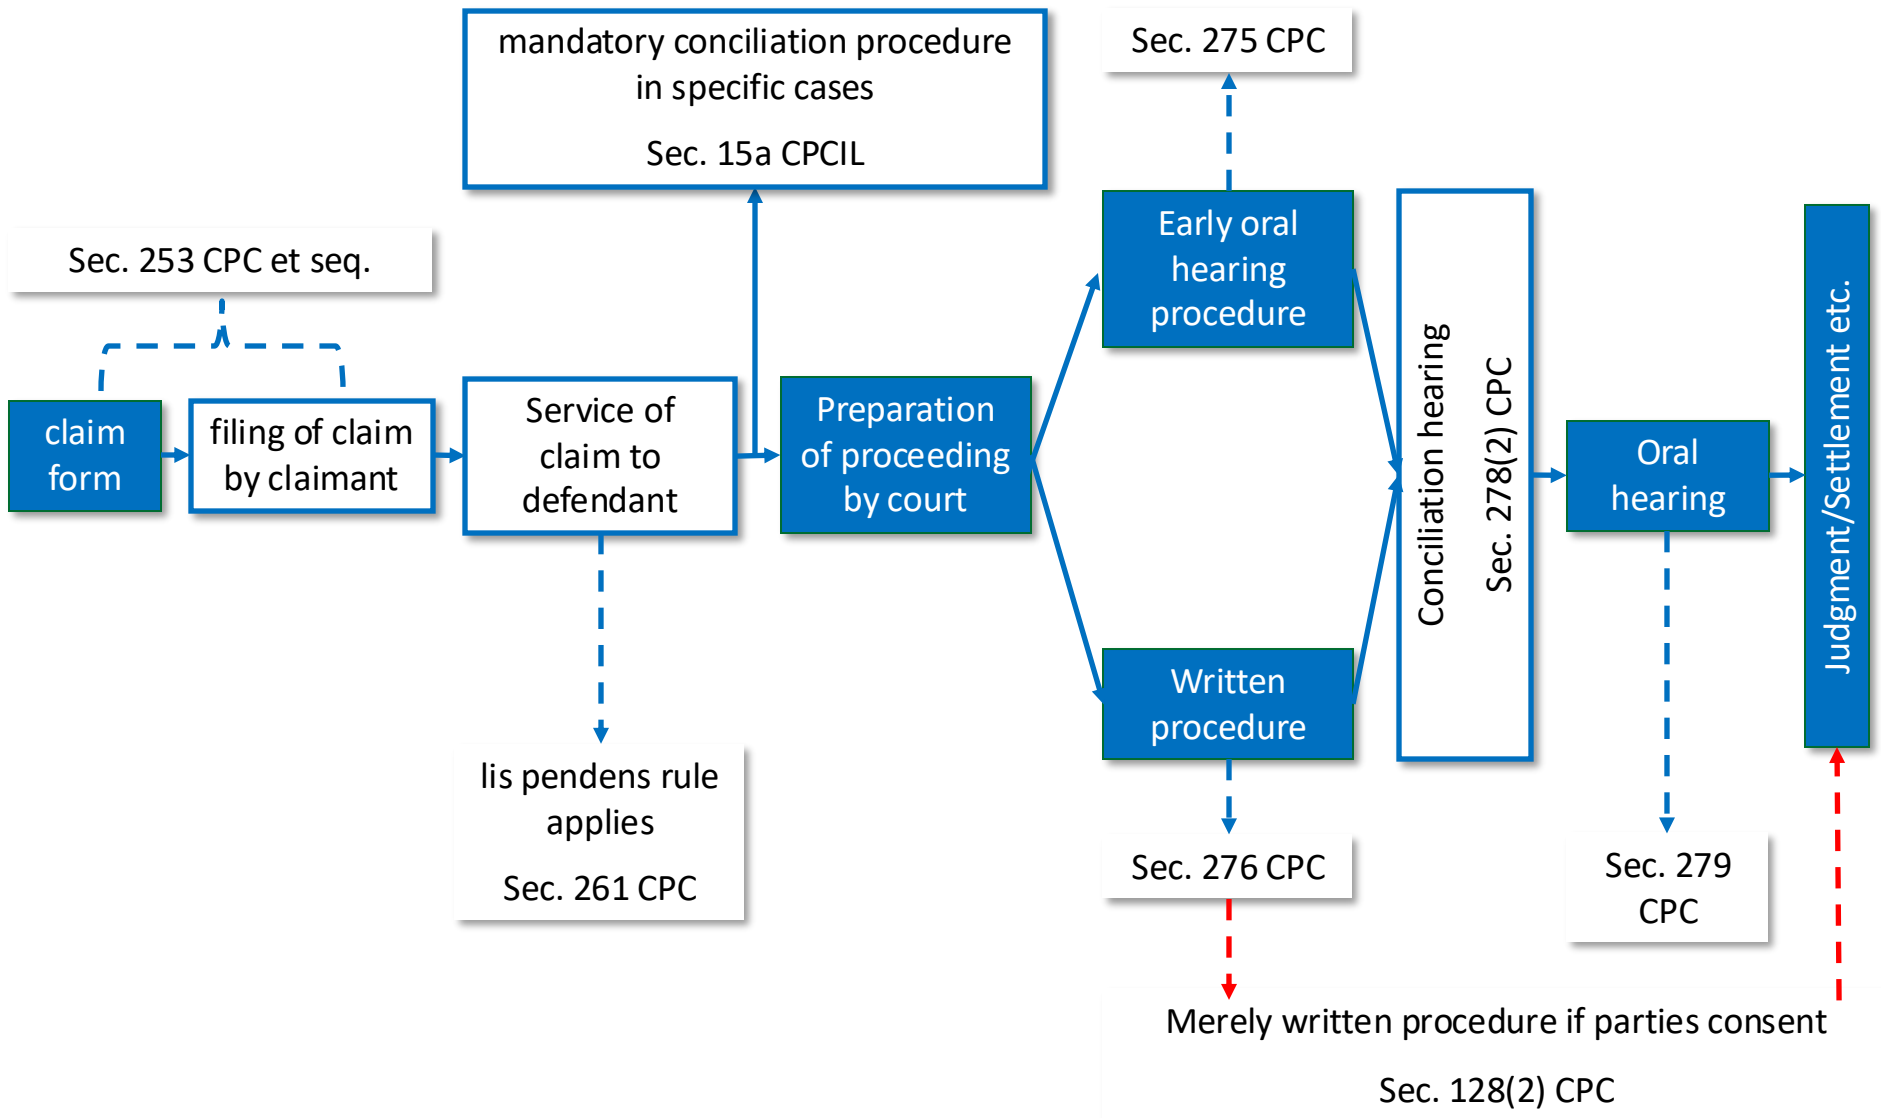 mandatory conciliation procedure
in specific cases
Sec. 15a CPCIL
Sec. 275 CPC
Sec. 253 CPC et seq.
claim
form
filing of claim
by claimant
Service of
claim to
defendant
Preparation
of proceeding
by court
Early oral
hearing
procedure
Written
procedure
Conciliation hearing
Sec. 278(2) CPC
Oral
hearing
Judgment/Settlement etc.
lis pendens rule
applies
Sec. 261 CPC
Sec. 276 CPC
Sec. 279
CPC
Merely written procedure if parties consent
Sec. 128(2) CPC